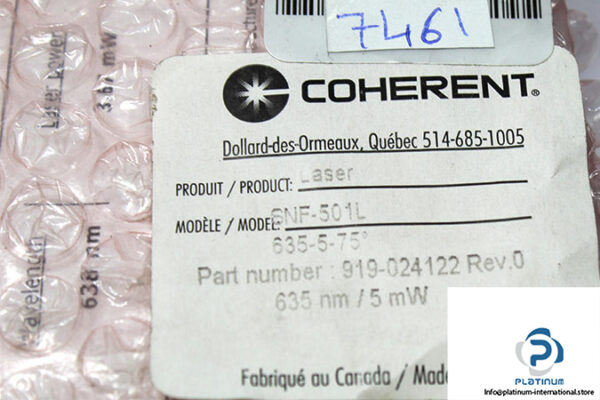 7461
COHERENT®
Dollard-des-Ormeaux, Québec 514-685-1005
PRODUIT / PRODUCT: Laser
MODÈLE / MODEL: SNF-501L
635-5-75°
Part number : 919-024122 Rev.0
635 nm / 5 mW
Fabriqué au Canada / Made
Laser Power
3.67 mW
Wavelength
638 nm
PLATINUM
Info@platinum-international.store